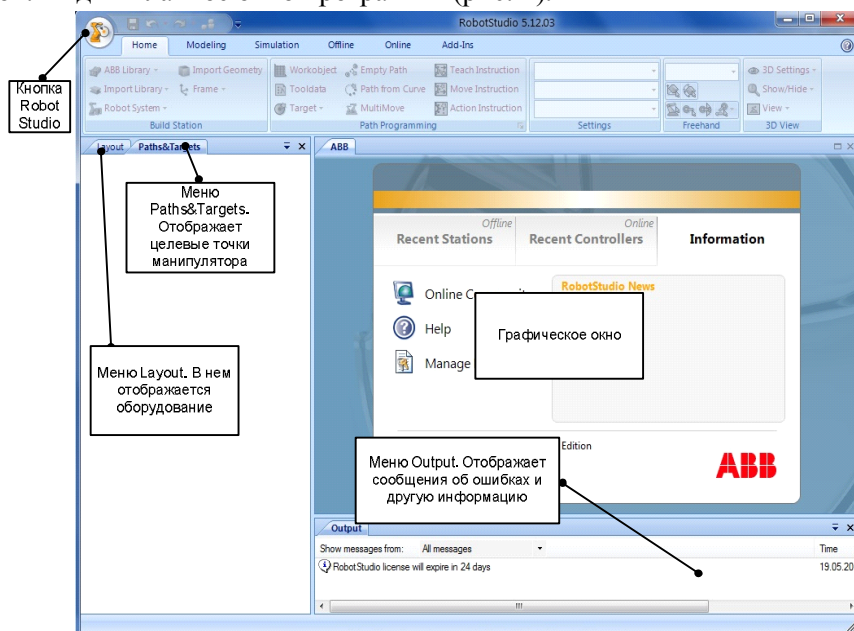 RobotStudio 5.12.03
Home Modeling Simulation Offline Online Add-Ins
ABB Library
Import Library
Robot System
Import Geometry
Frame
Build Station
Workobject
Tooldata
Target
Empty Path
Path from Curve
MultiMove
Teach Instruction
Move Instruction
Action Instruction
Path Programming
Settings
Freehand
3D Settings
Show/Hide
View
3D View
Кнопка
Robot
Studio
Layout Paths&Targets
ABB
Меню
Paths&Targets.
Отображает
целевые точки
манипулятора
Offline
Recent Stations
Online
Recent Controllers
Information
Online
Help
Manage
RobotStudio News
Графическое окно
Меню Layout. В нем
отображается
оборудование
Edition
ABB
Меню Output. Отображает
сообщения об ошибках и
другую информацию
Output
Show messages from: All messages
Time
RobotStudio license will expire in 24 days
19.05.20